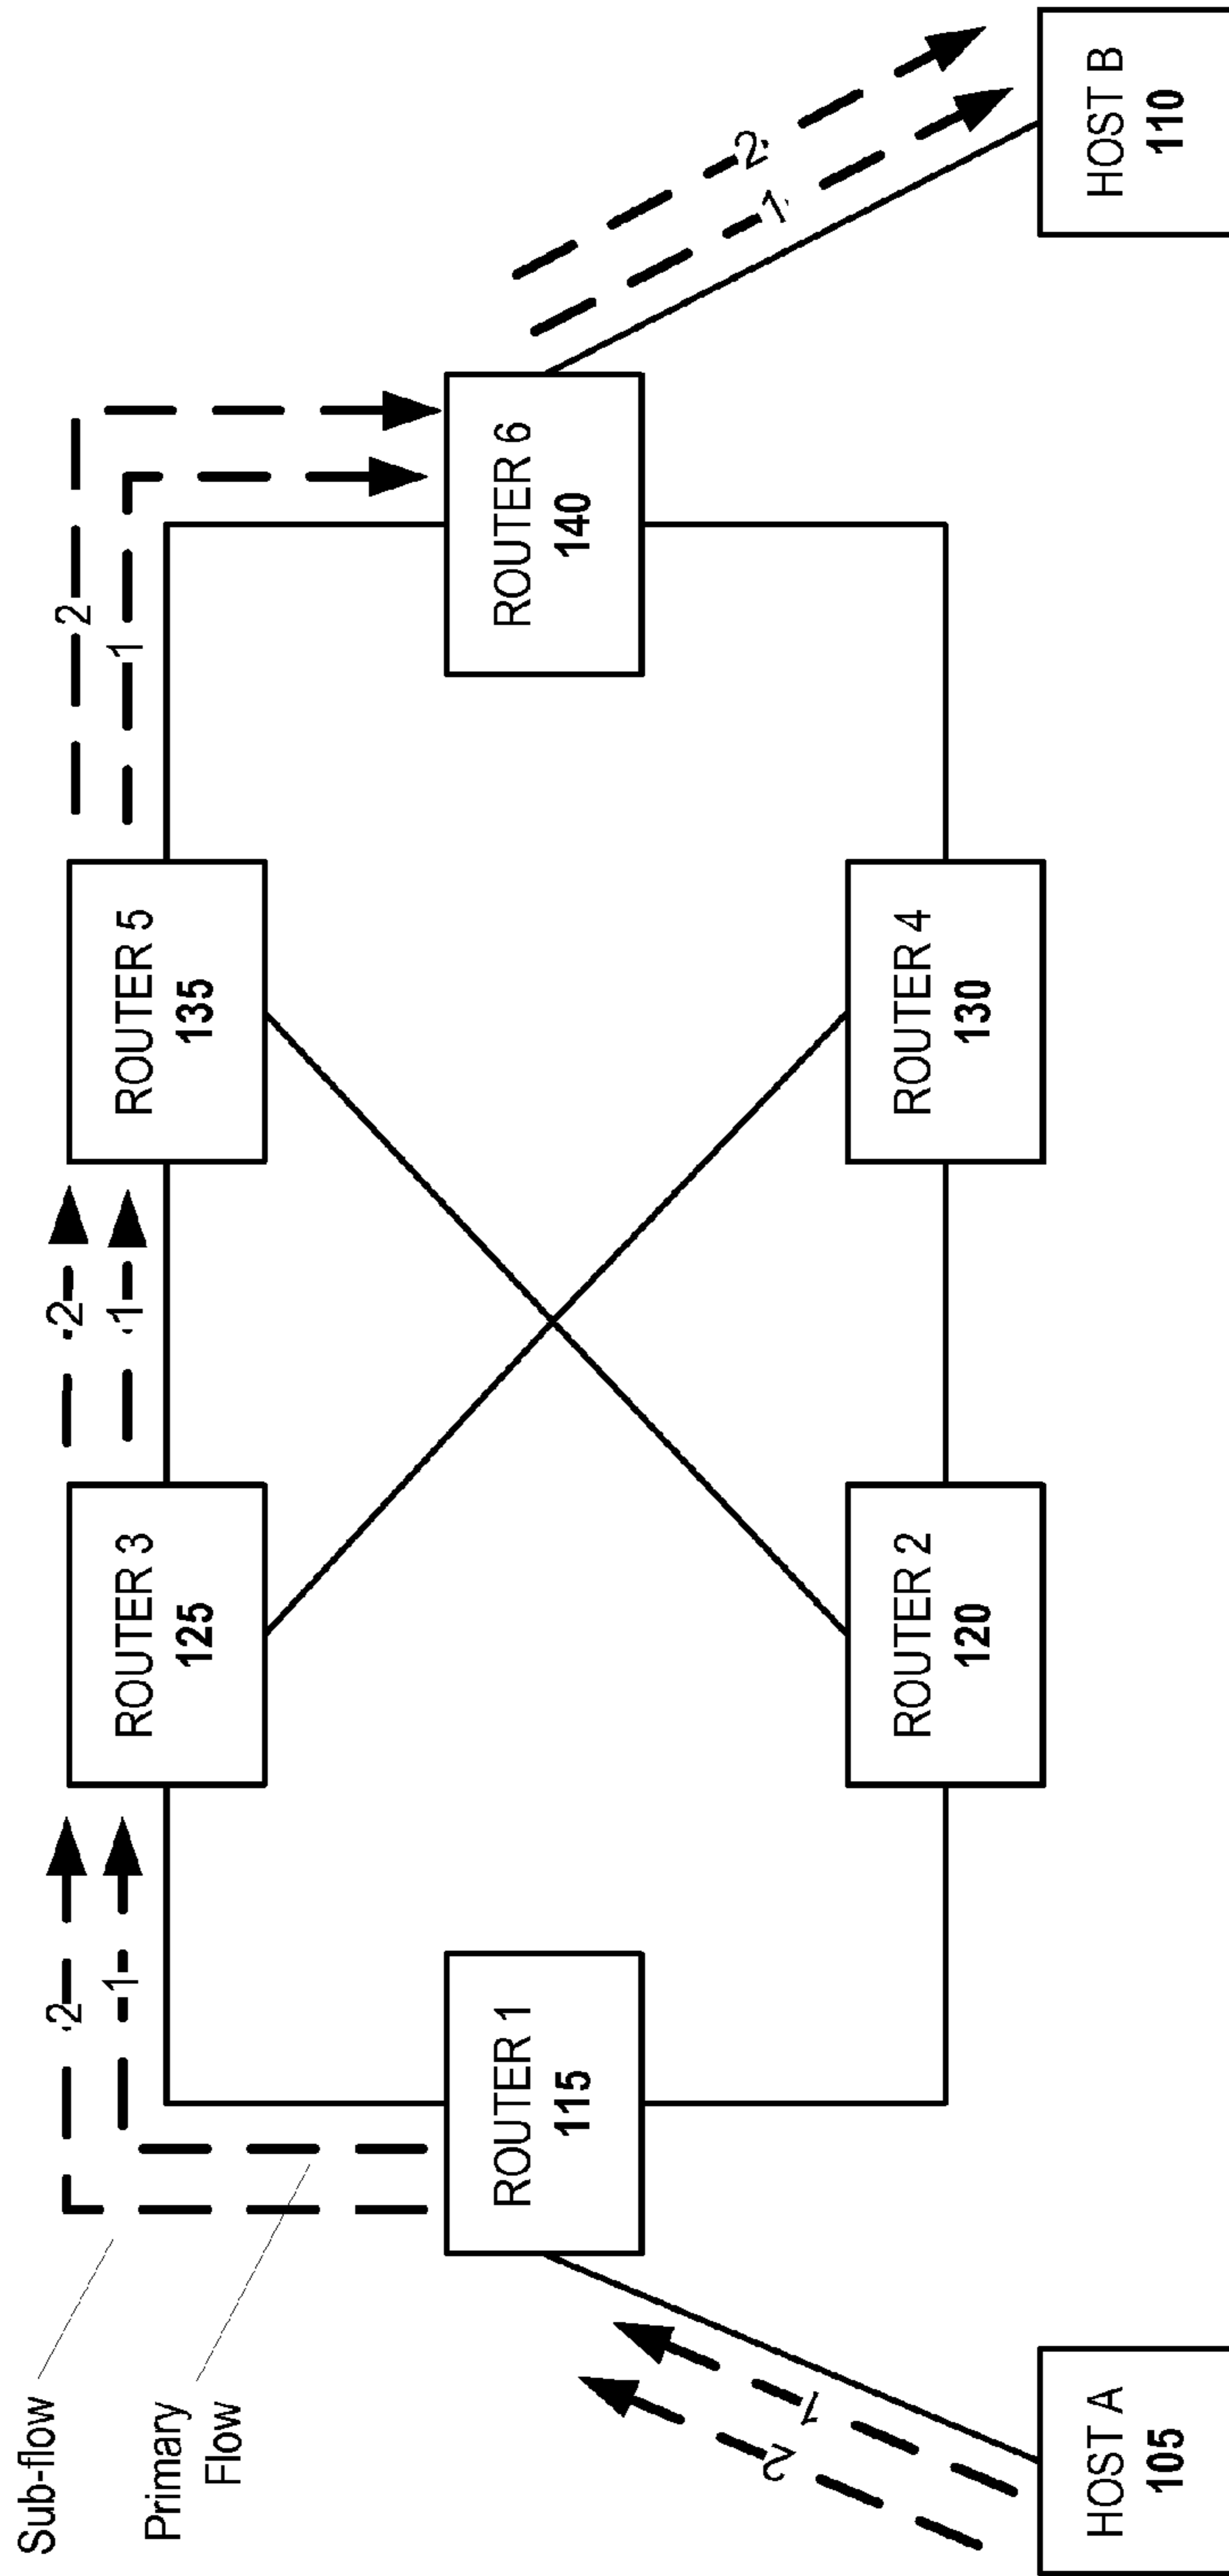 Sub-flow
Primary
Flow
2
1
2
1
2
1
ROUTER 3
125
ROUTER 5
135
ROUTER 1
115
ROUTER 6
140
2
1
2
1
ROUTER 2
120
ROUTER 4
130
HOST A
105
HOST B
110